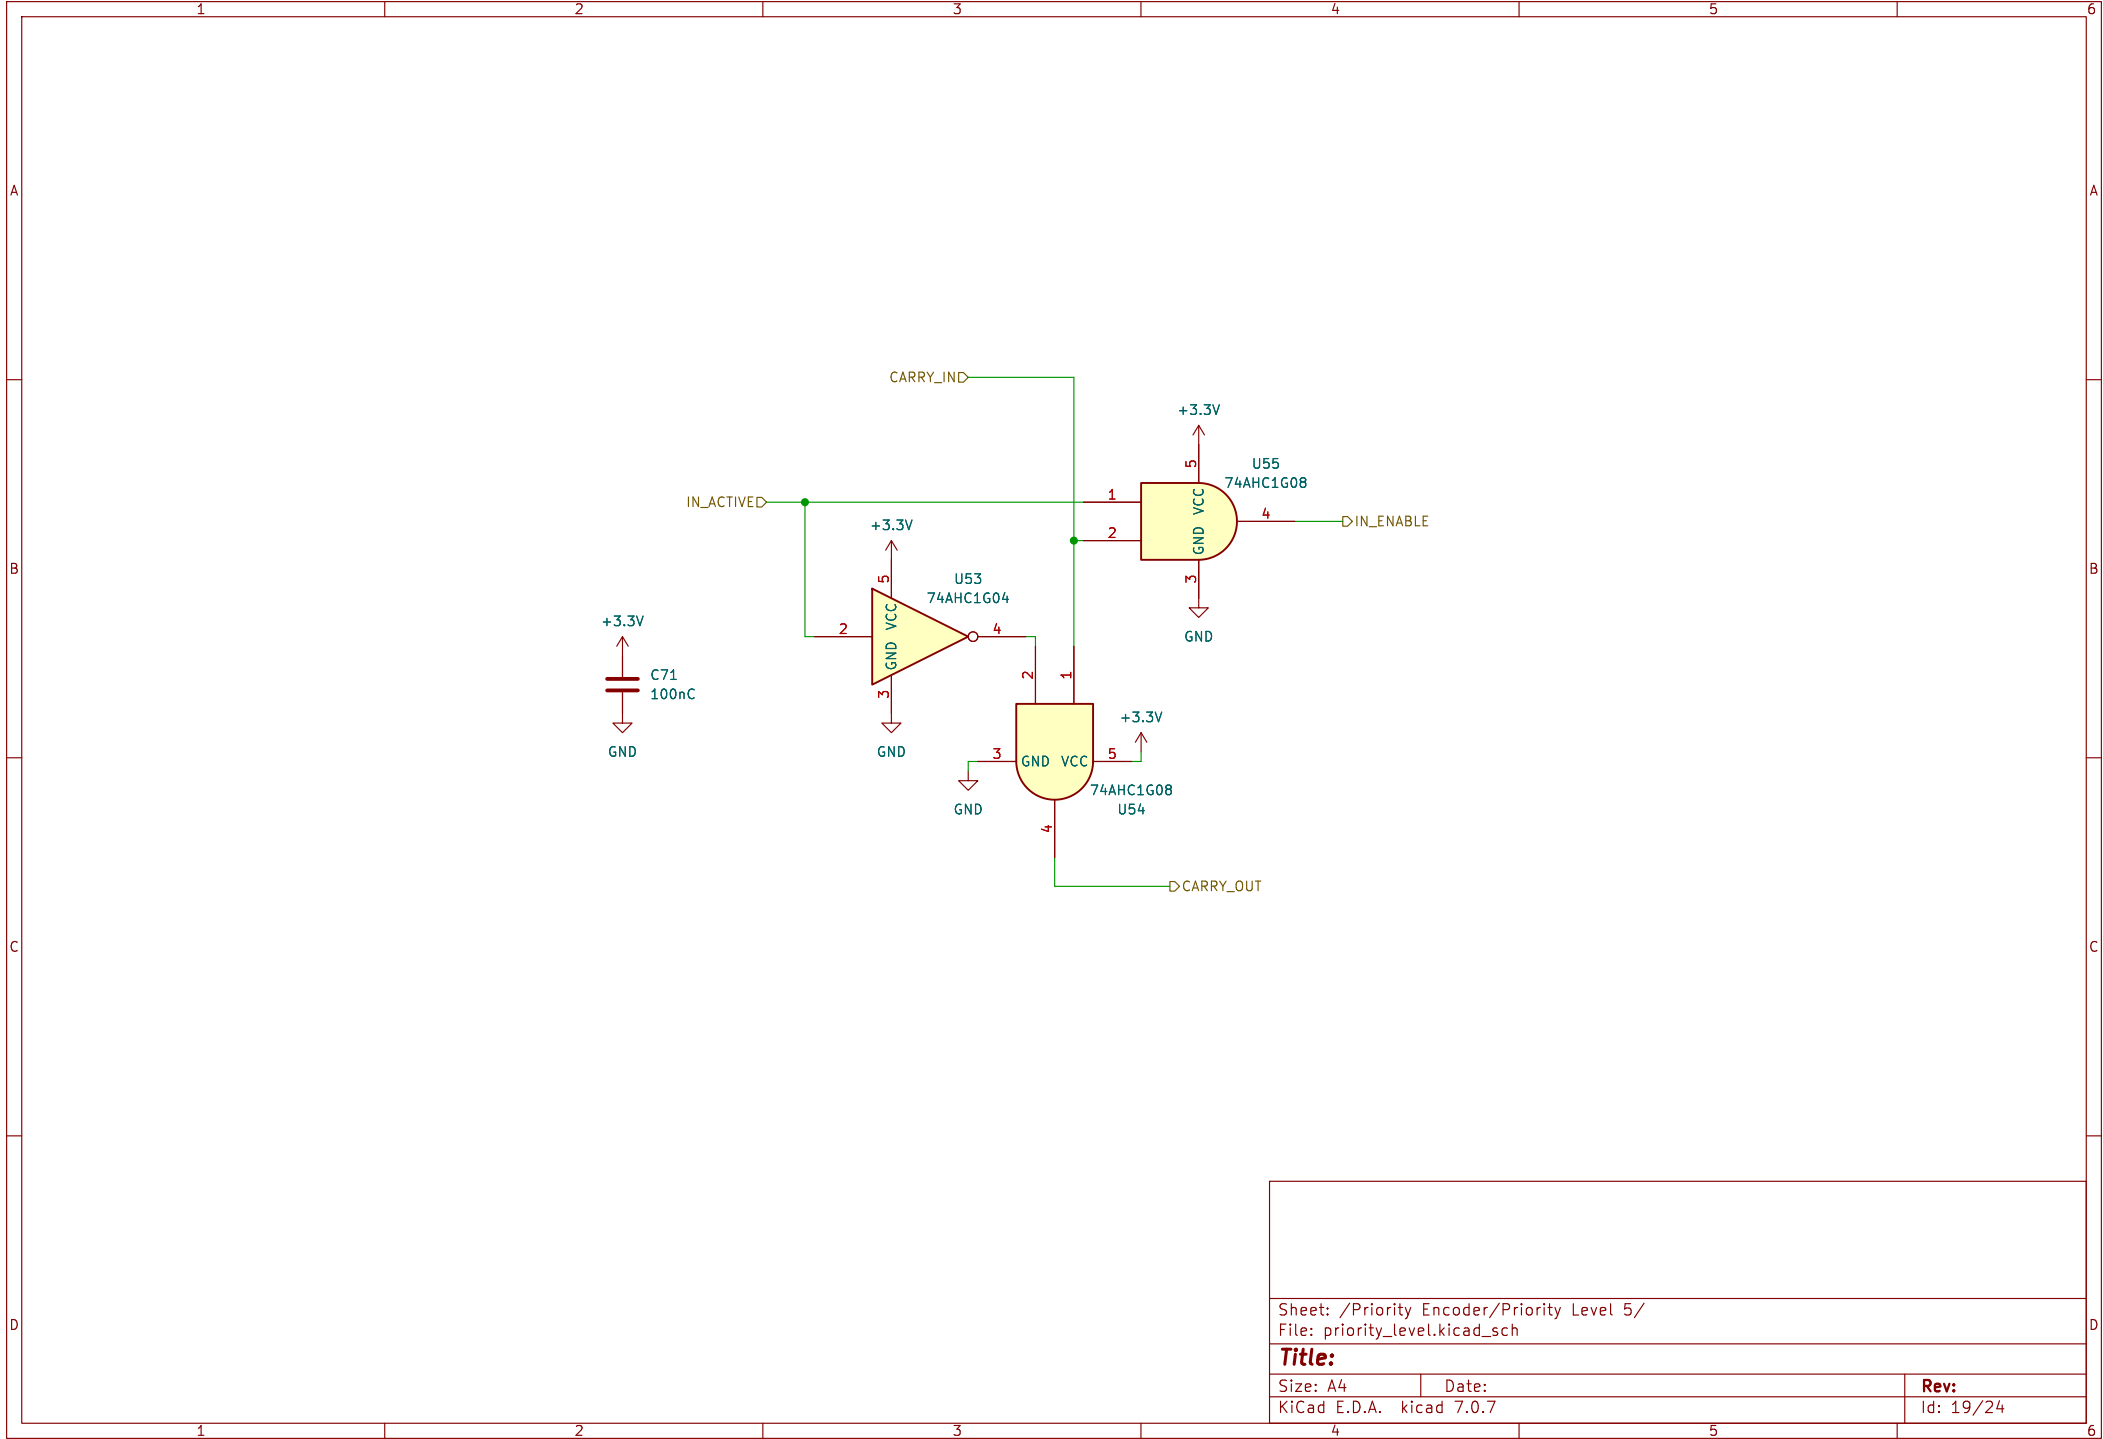 1 2 3 4 5 6
A A
CARRY_IN
+3.3V
5
U55
74AHC1G08
IN_ACTIVE
1
VCC
4
IN_ENABLE
+3.3V
2
GND
B B
5
U53
3
74AHC1G04
VCC
+3.3V
2
4
GND
GND
C71
2
1
100nC
3
+3.3V
GND
GND
3
GND VCC
5
74AHC1G08
GND
U54
4
CARRY_OUT
C C
Sheet: /Priority Encoder/Priority Level 5/
File: priority_level.kicad_sch
D D
Title:
Size: A4 Date: Rev:
KiCad E.D.A. kicad 7.0.7 Id: 19/24
1 2 3 4 5 6